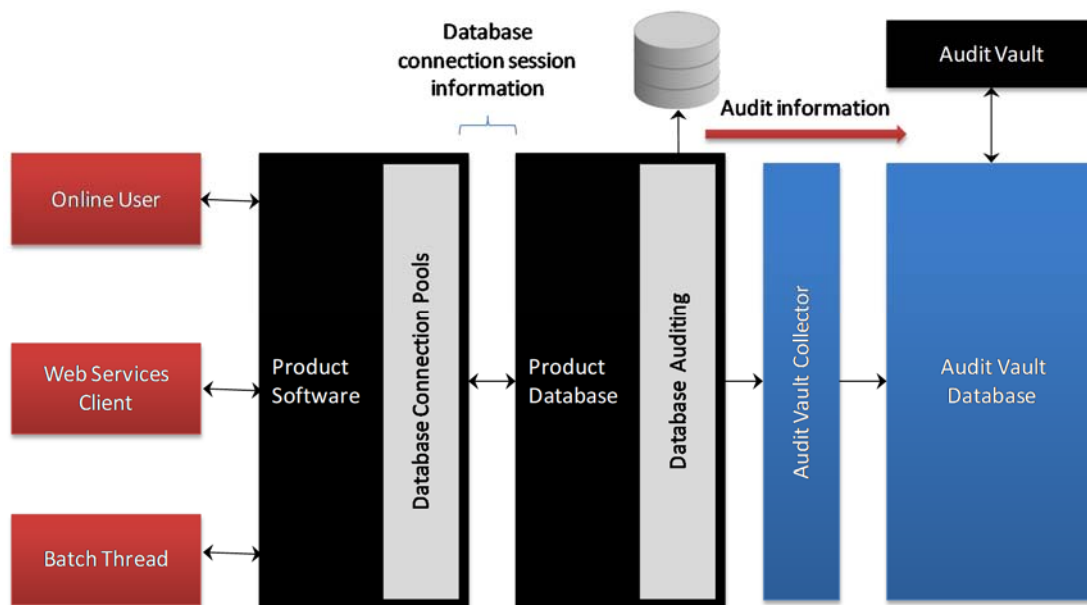 Database
connection session
information
Audit Vault
Audit information
Online User
Web Services
Client
Batch Thread
Product
Software
Database Connection Pools
Product
Database
Database Auditing
Audit Vault Collector
Audit Vault
Database